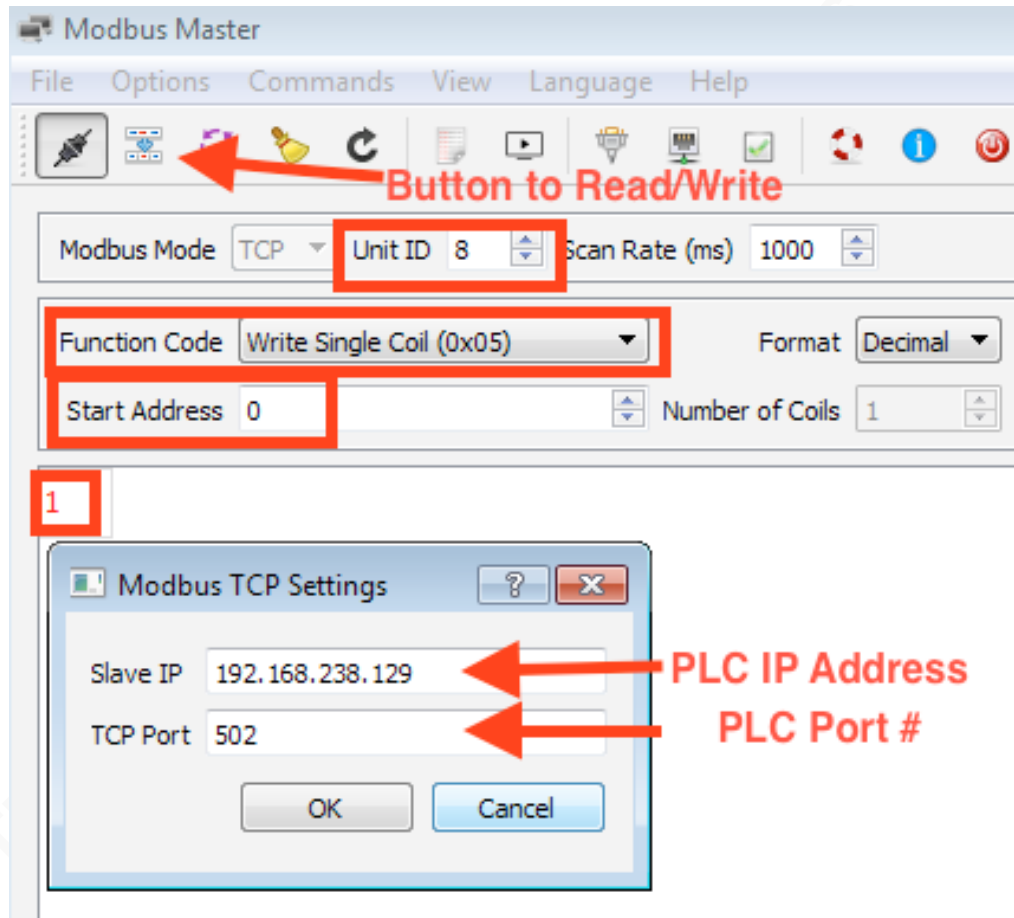 Modbus Master
File Options Commands View Language Help
Button to Read/Write
Modbus Mode TCP Unit ID 8 Scan Rate (ms) 1000
Function Code Write Single Coil (0x05) Format Decimal
Start Address 0 Number of Coils 1
1
Modbus TCP Settings
Slave IP 192.168.238.129 PLC IP Address
TCP Port 502 PLC Port #
OK Cancel